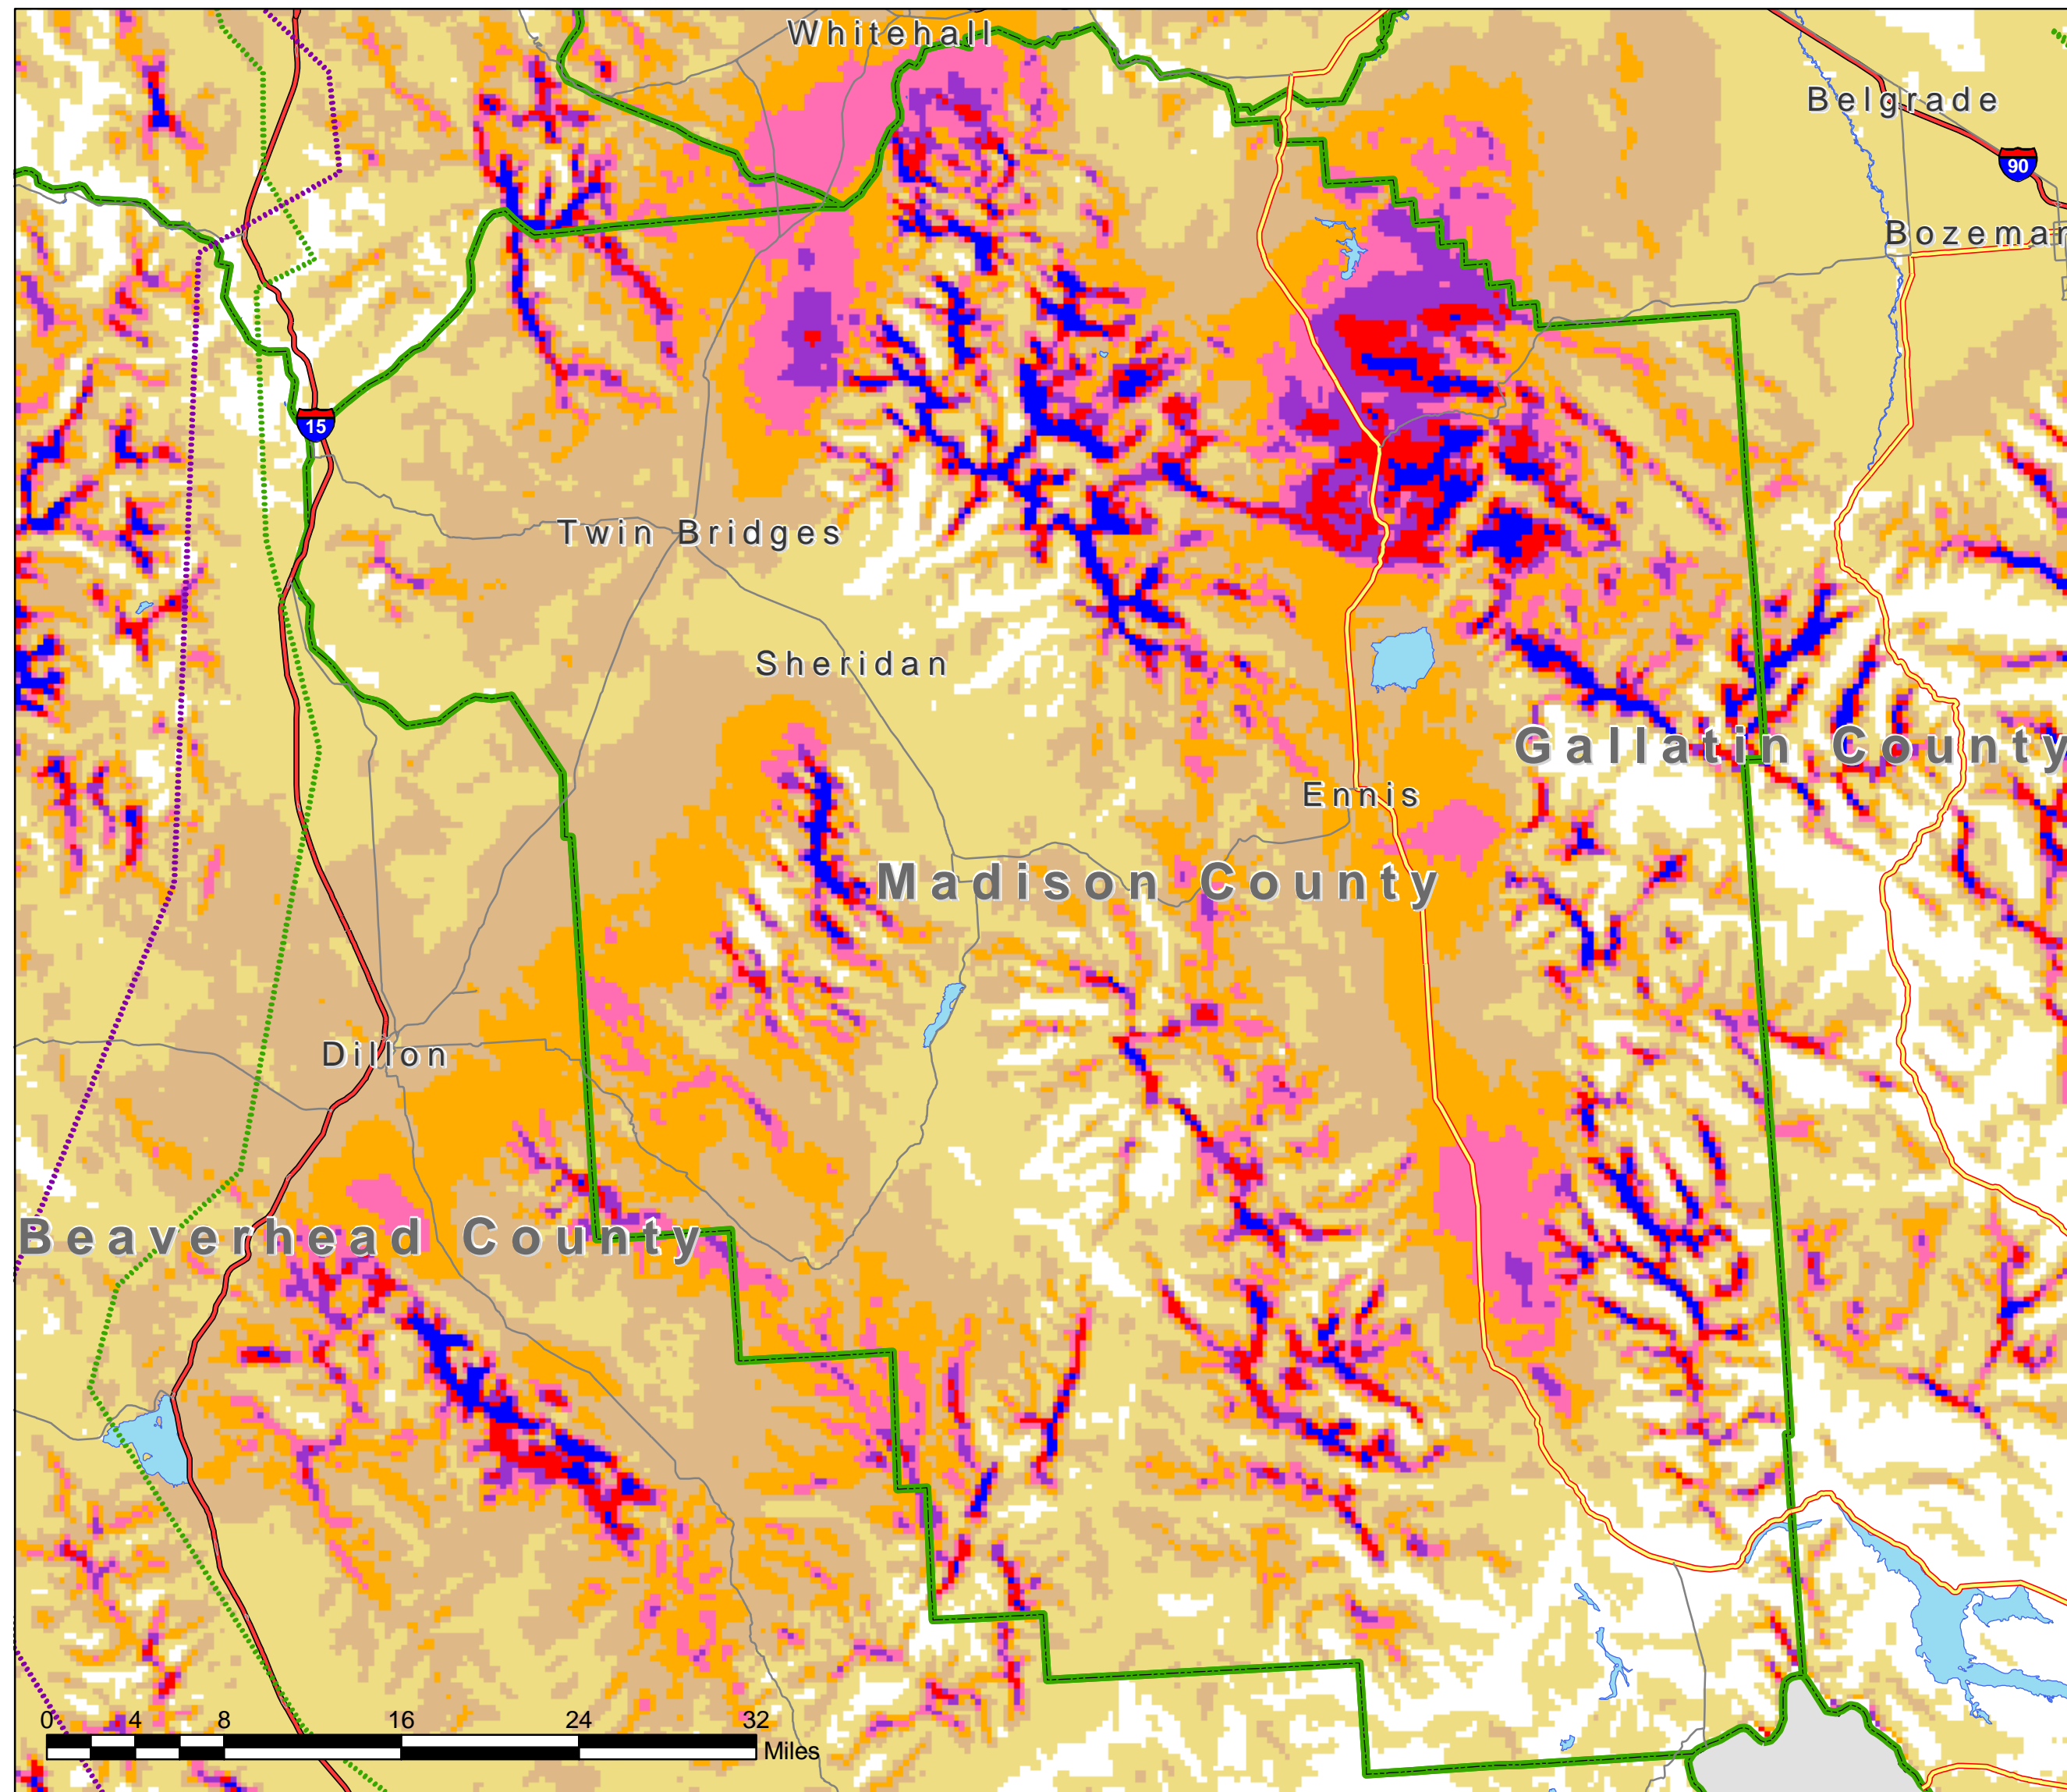 Whitehall
Belgrade
90
Bozeman
15
Twin Bridges
Sheridan
Gallatin County
Ennis
Madison County
Dillon
Beaverhead County
0 4 8 16 24 32
Miles